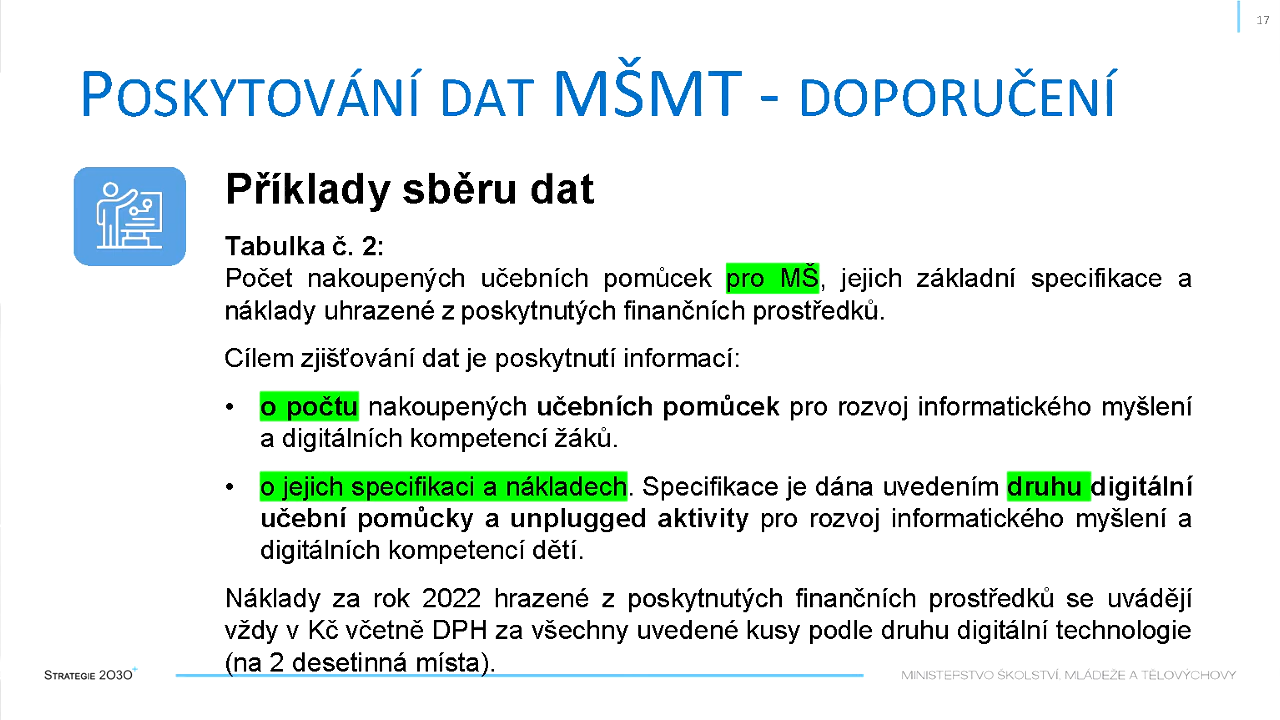 17
POSKYTOVÁNÍ DAT MŠMT - DOPORUČENÍ
Příklady sběru dat
Tabulka č. 2:
Počet nakoupených učebních pomůcek pro MŠ, jejich základní specifikace a
náklady uhrazené z poskytnutých finančních prostředků.
Cílem zjišťování dat je poskytnutí informací:
• o počtu nakoupených učebních pomůcek pro rozvoj informatického myšlení
a digitálních kompetencí žáků.
• o jejich specifikaci a nákladech. Specifikace je dána uvedením druhu digitální
učební pomůcky a unplugged aktivity pro rozvoj informatického myšlení a
digitálních kompetencí dětí.
Náklady za rok 2022 hrazené z poskytnutých finančních prostředků se uvádějí
vždy v Kč včetně DPH za všechny uvedené kusy podle druhu digitální technologie
(na 2 desetinná místa).
STRATEGIE 2030+
MINISTEFSTVO ŠKOLSTVÍ, MLÁDEŽE A TĚLOVÝCHOVY